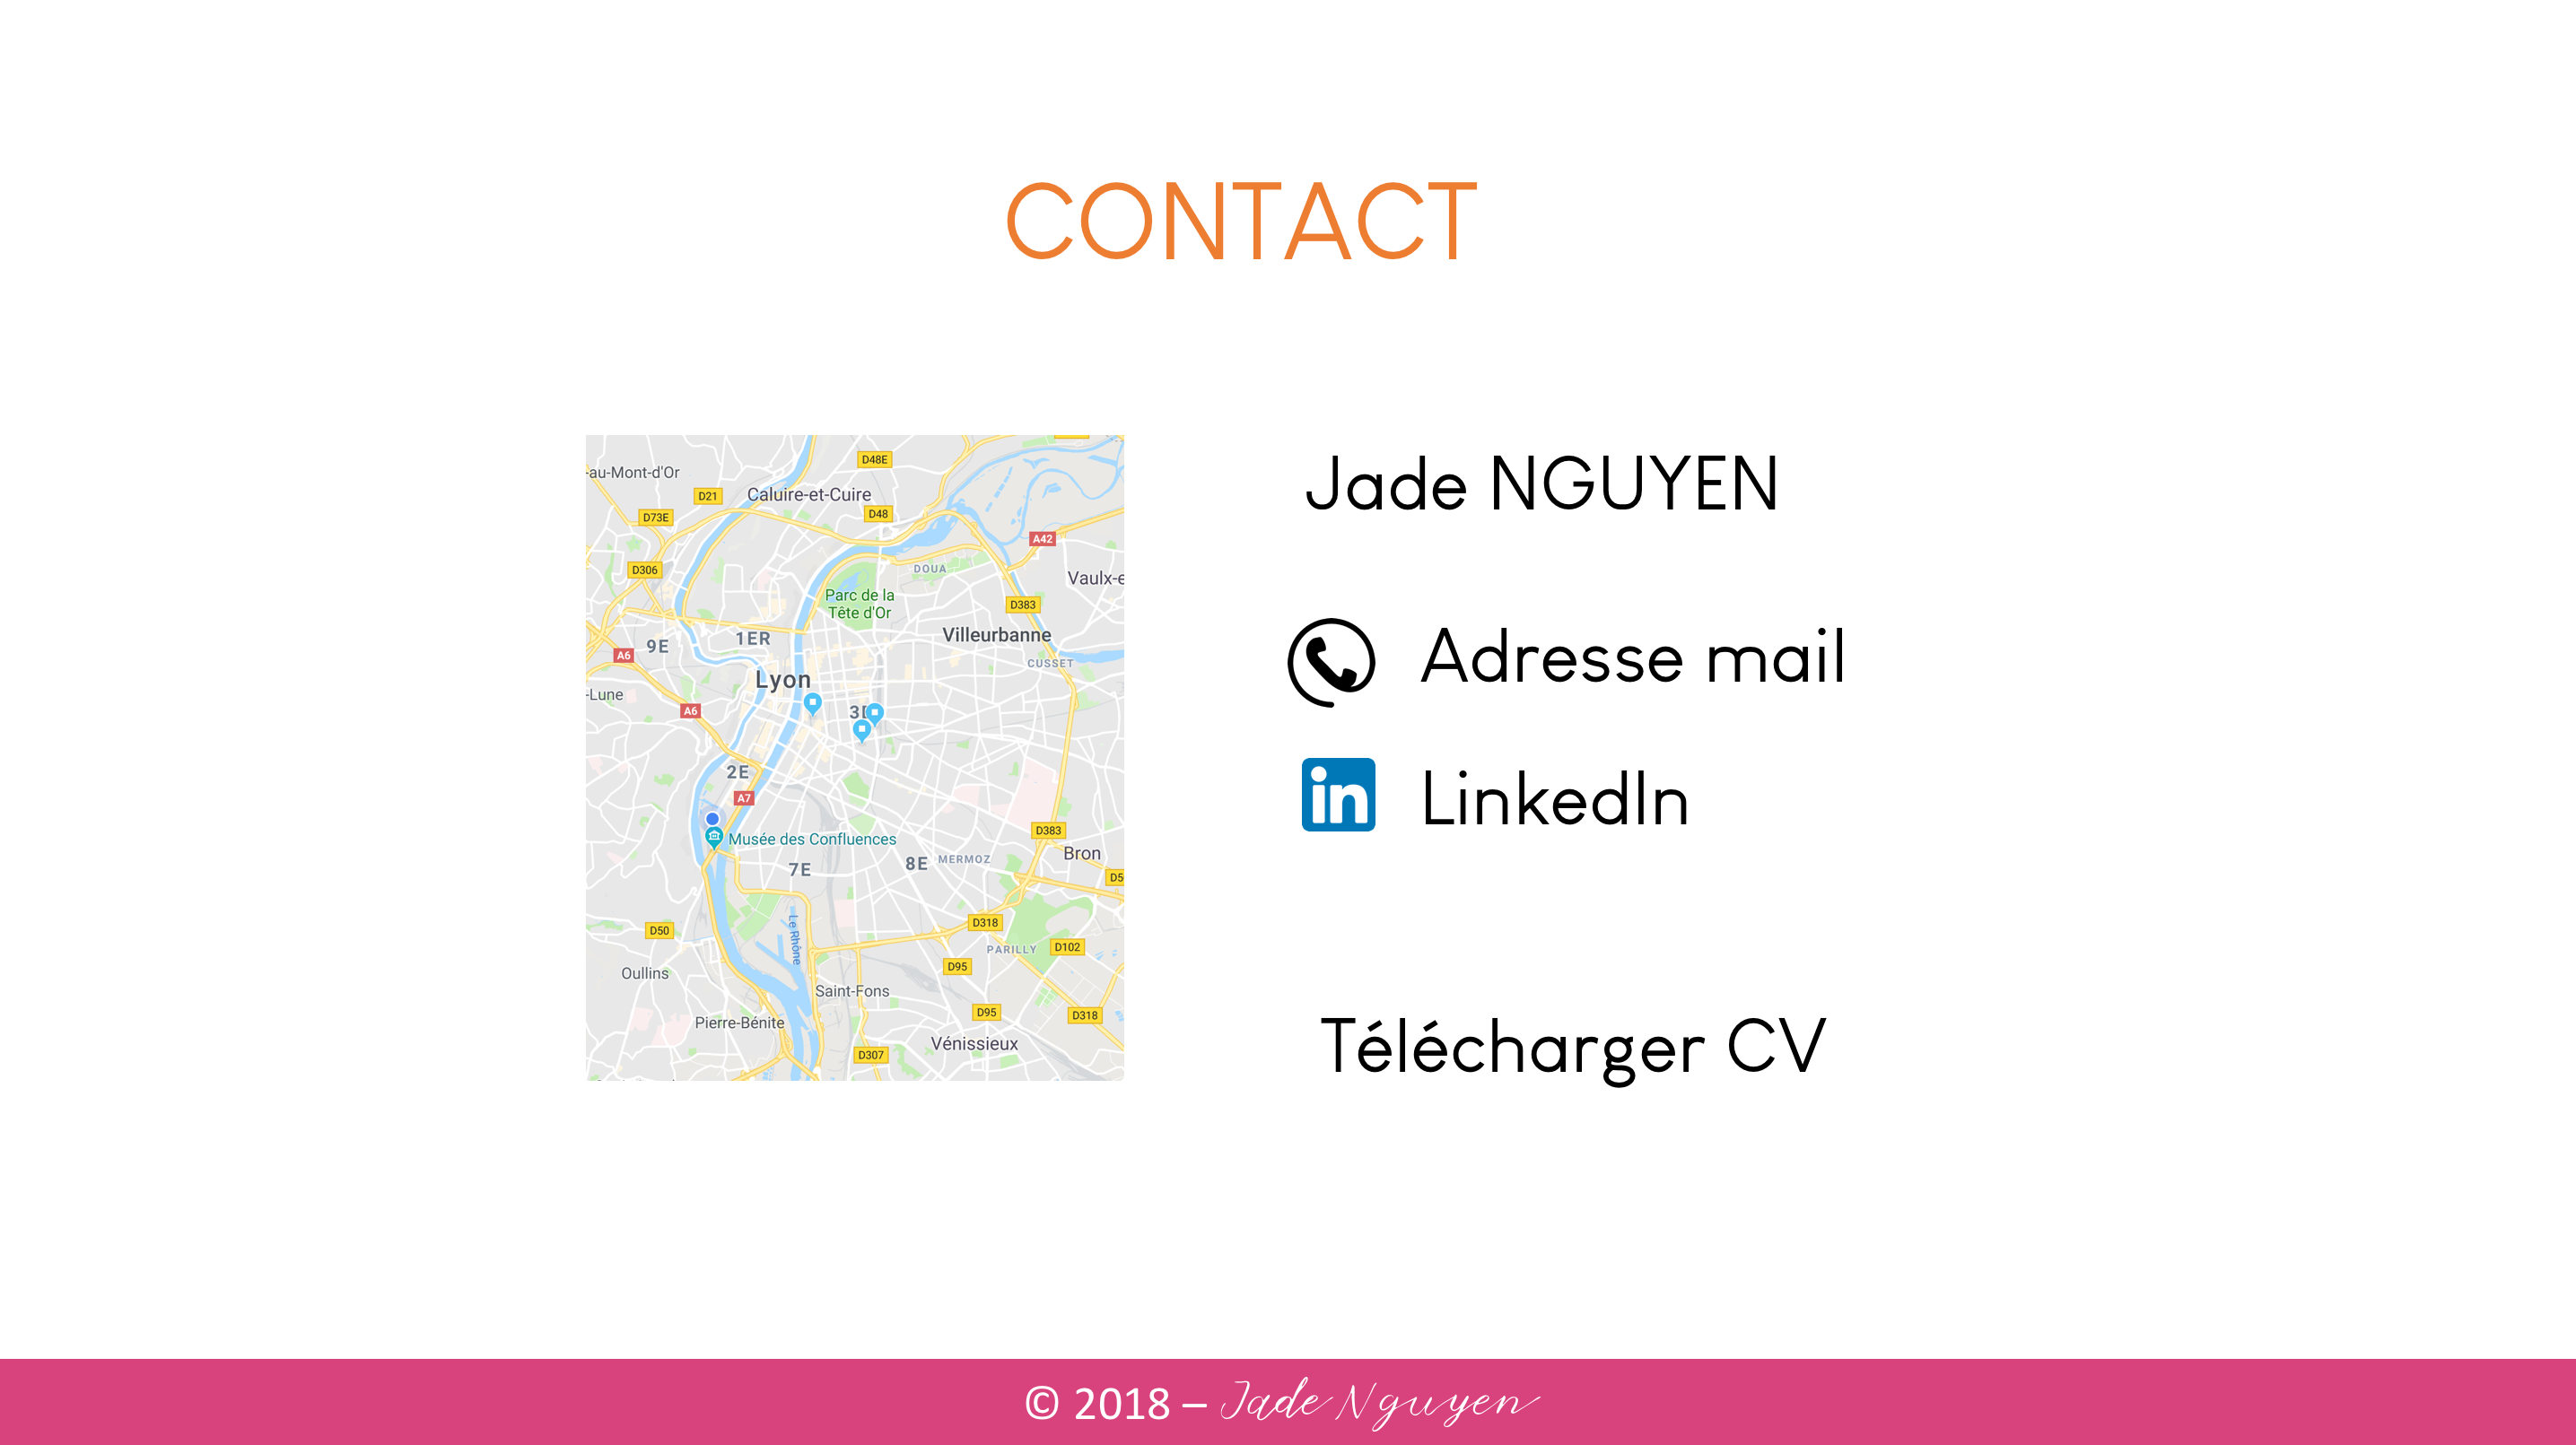 CONTACT
-au-Mont-d'Or
D48E
D21
Caluire-et-Cuire
D73E
D48
A42
D306
DOUA
Vaulx-e
Parc de la
Tête d'Or
D383
9E
1ER
Villeurbanne
A6
CUSSET
Lyon
-Lune
A6
3E
2E
A7
Musée des Confluences
D383
7E
8E
MERMOZ
Bron
D5
D318
Le Rhône
D50
PARILLY
D102
D95
Oullins
Saint-Fons
D95
D318
Pierre-Bénite
Vénissieux
D307
Jade NGUYEN
Adresse mail
in LinkedIn
Télécharger CV
© 2018 – Jade Nguyen